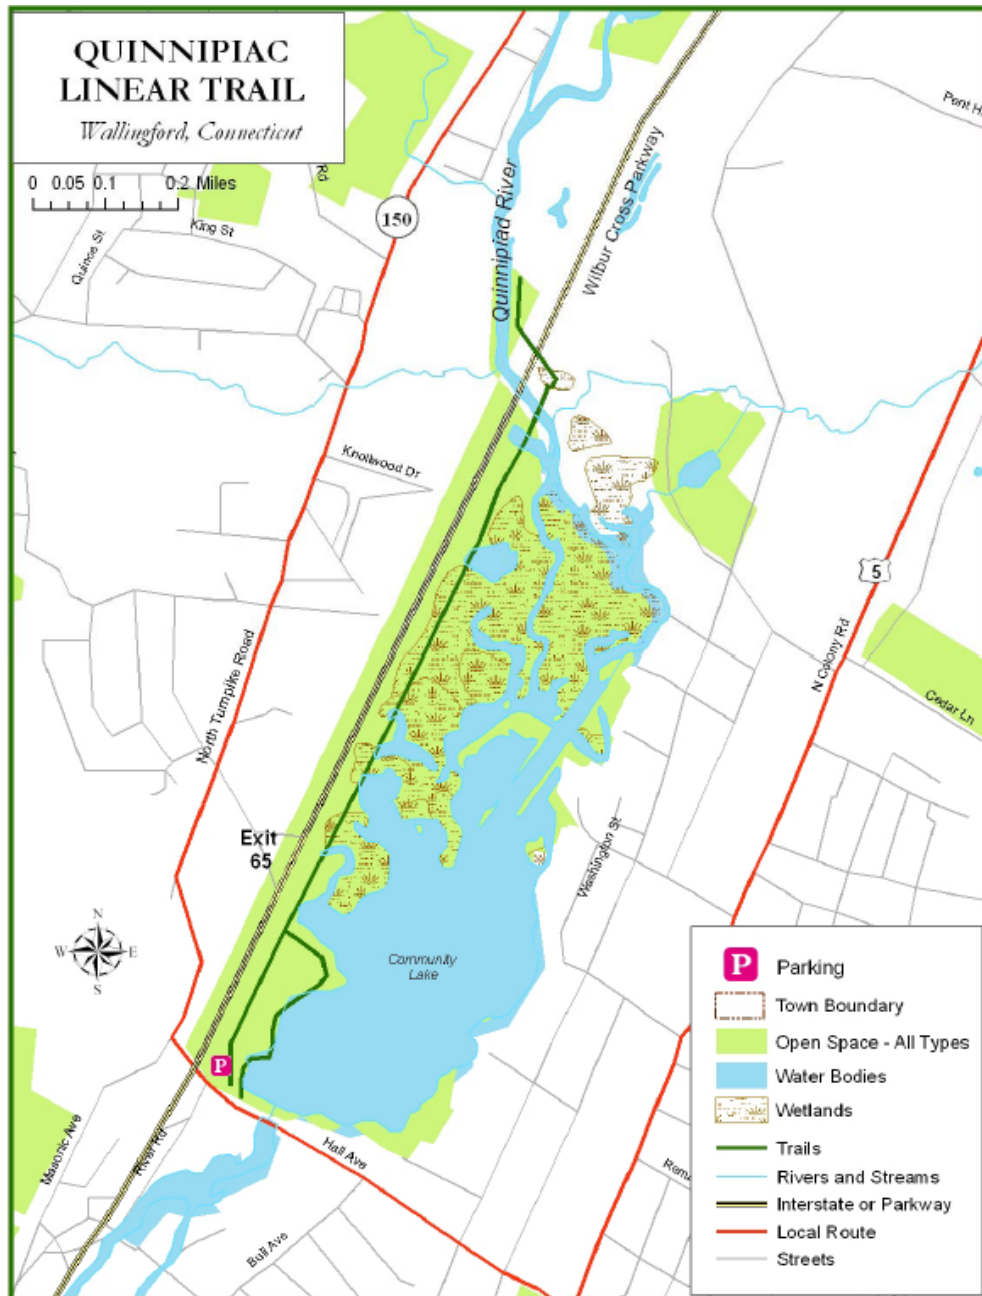 QUINNIPIAC
LINEAR TRAIL
Wallingford, Connecticut
0 0.05 0.1 0.2 Miles
Rd
150
King St
Quince St
Quinnipiad River
Wilbur Cross Parkway
Knollwood Dr
5
N Colony Rd
Cedar Ln
North Turnpike Road
Exit
65
Washington St
N
W E
S
Community
Lake
P
Hall Ave
Masonic Ave
River Rd
Bull Ave
P Parking
Town Boundary
Open Space - All Types
Water Bodies
Wetlands
Trails
Rivers and Streams
Interstate or Parkway
Local Route
Streets